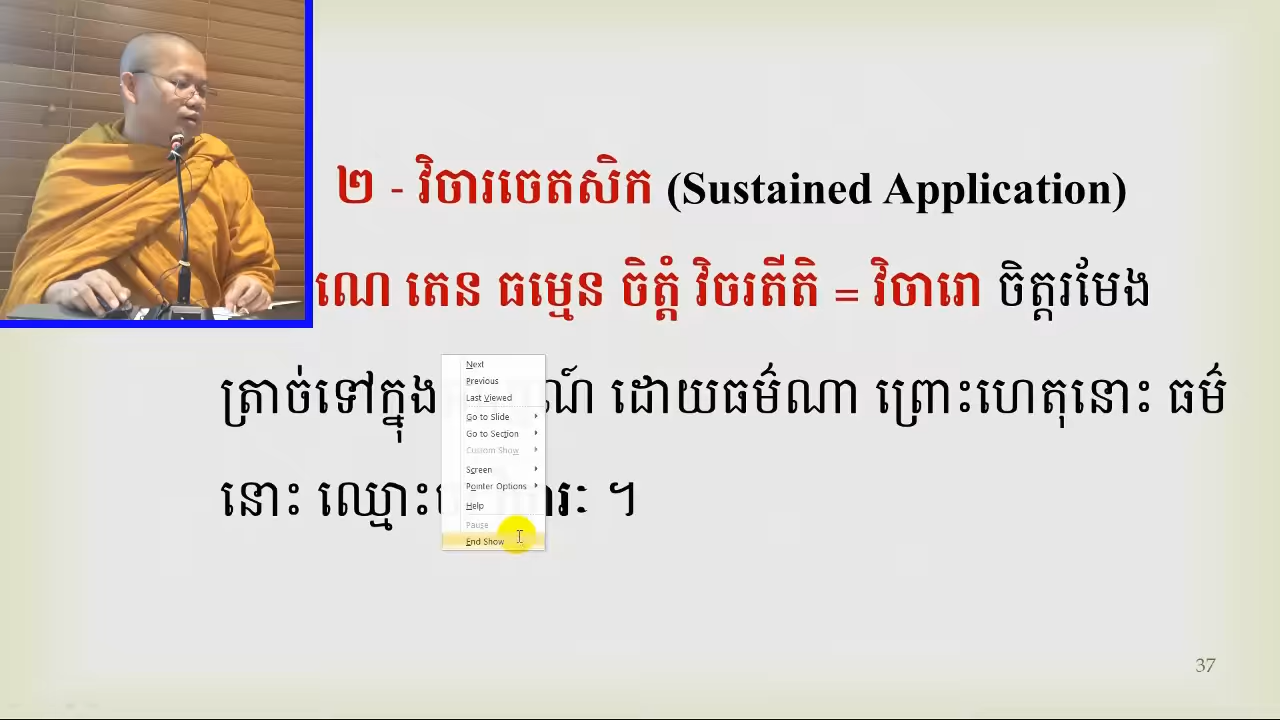 ២ - វិចារចេតសិក (Sustained Application)
ណេ តេន ធម្មេន ចិត្តំ វិចរតីតិ = វិចារោ ចិត្តរមែង
ត្រាច់ទៅក្នុង ដោយធម៌ណា ព្រោះហេតុនោះ ធម៌
នោះ ឈ្មោះ ។
Next
Previous
Last Viewed
Go to Slide
Go to Section
Custom Show
Screen
Pointer Options
Help
Pause
End Show
37